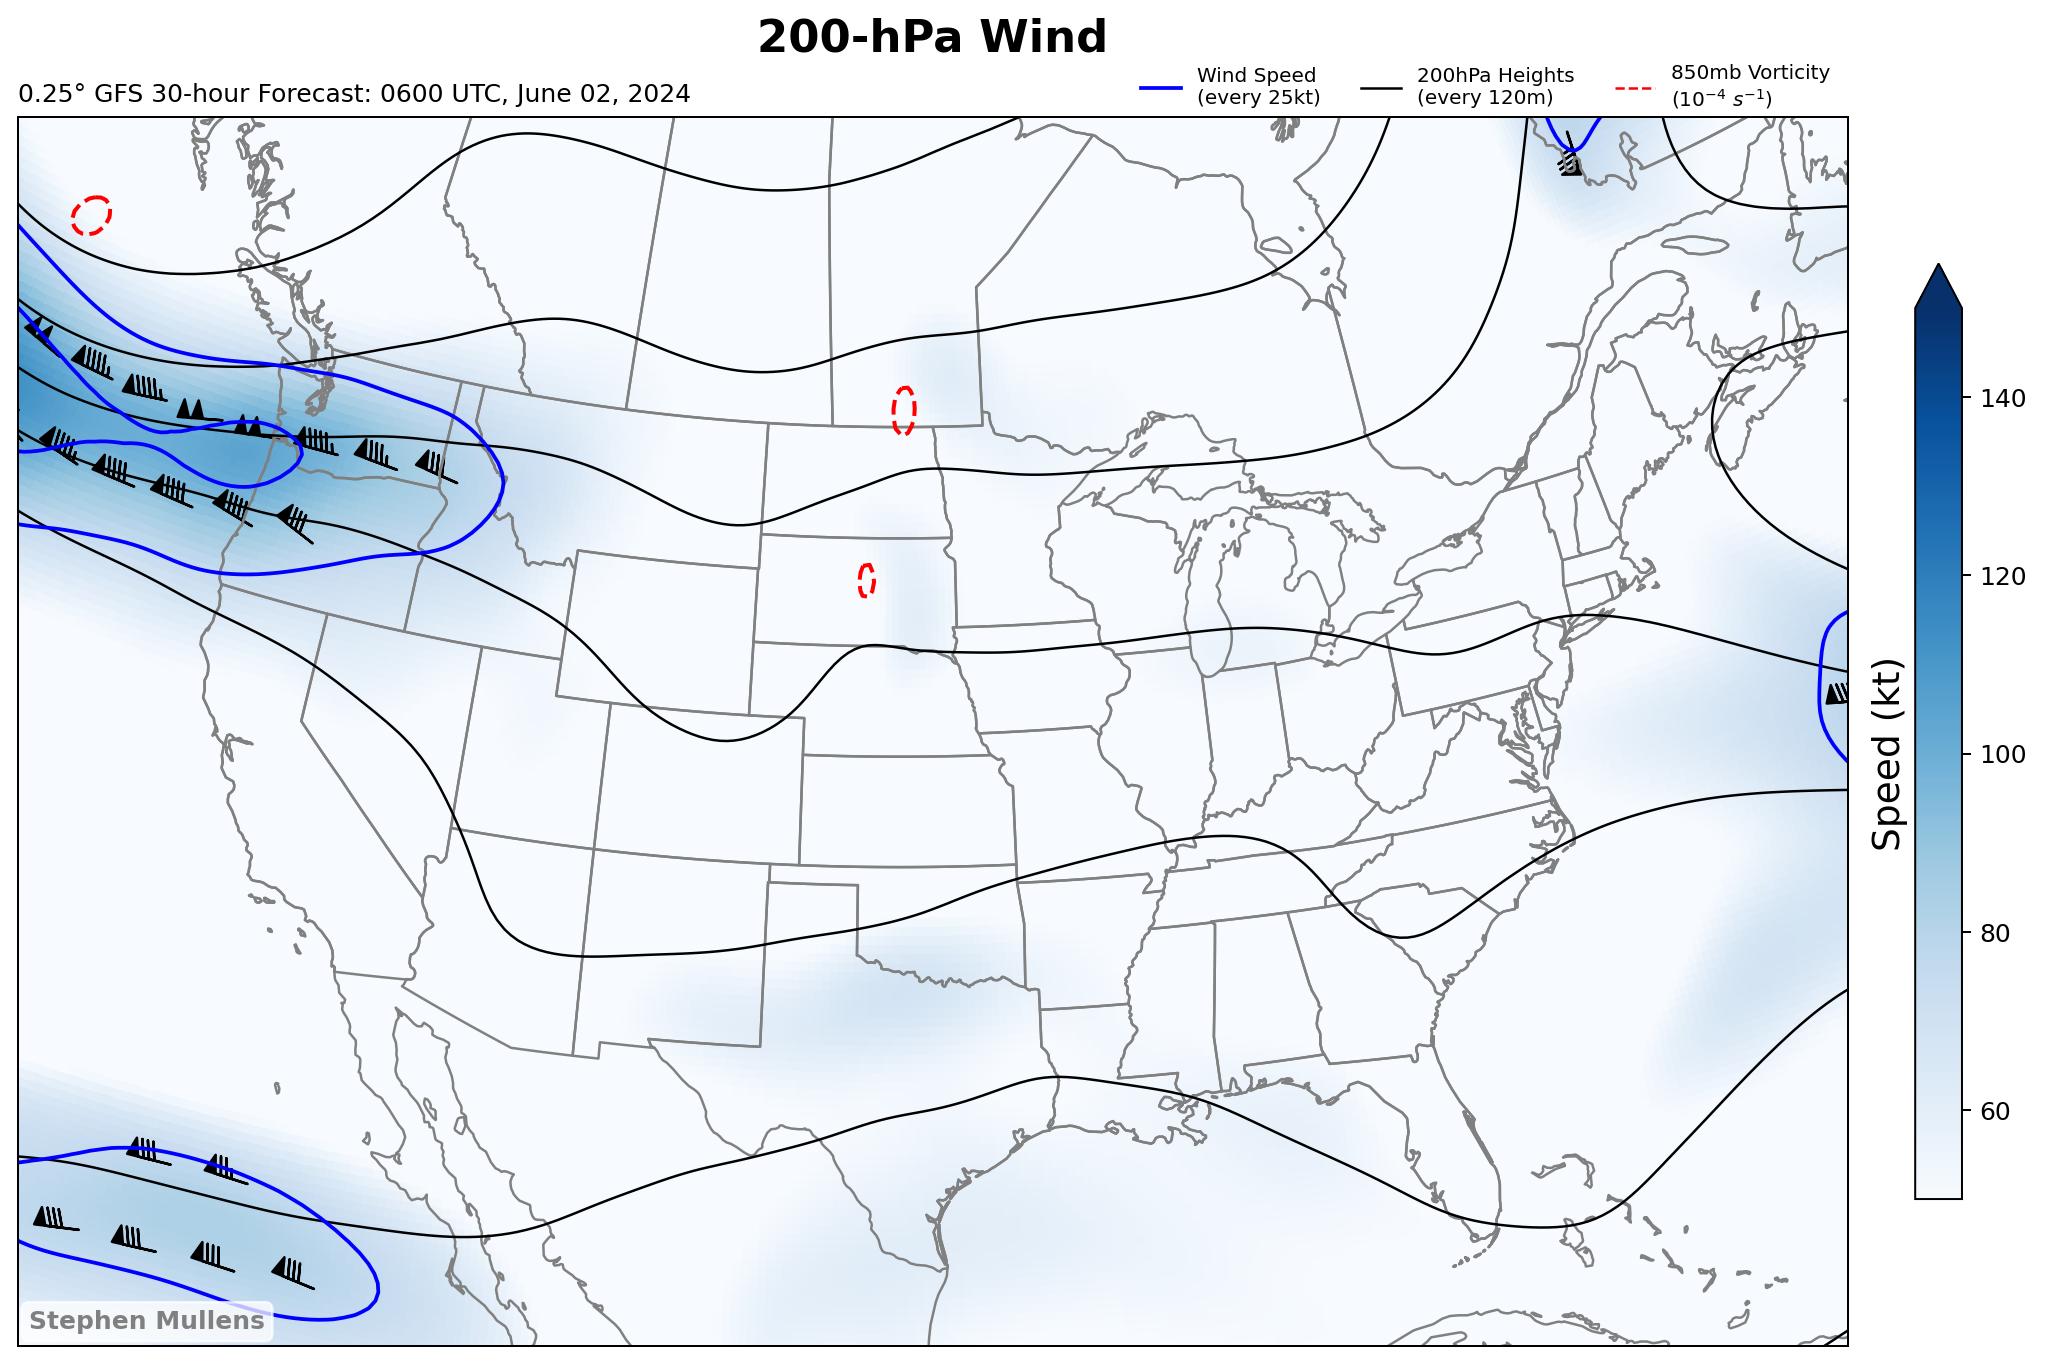 200-hPa Wind
0.25° GFS 30-hour Forecast: 0600 UTC, June 02, 2024
Wind Speed
(every 25kt)
200hPa Heights
(every 120m)
850mb Vorticity
(10⁻⁴ s⁻¹)
140
120
100
80
60
Speed (kt)
Stephen Mullens